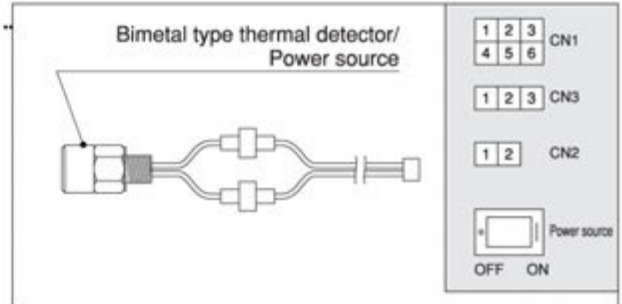 Bimetal type thermal detector/
Power source
1 2 3 CN1
4 5 6
1 2 3 CN3
1 2 CN2
Power source
OFF ON